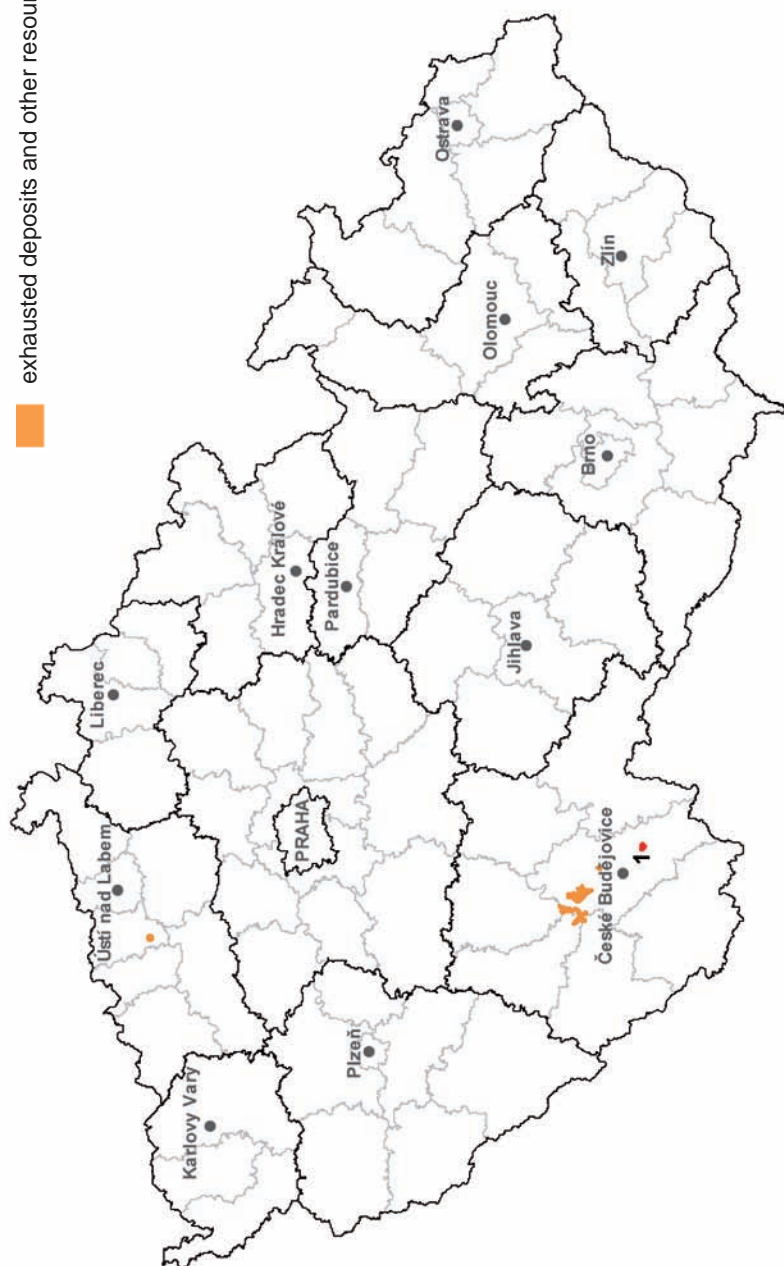 exhausted deposits and other resour
Karlovy Vary
Ústí nad Labem
Liberec
Plzeň
PRAHA
Hradec Králové
Pardubice
České Budějovice
1
Jihlava
Brno
Olomouc
Ostrava
Zlín